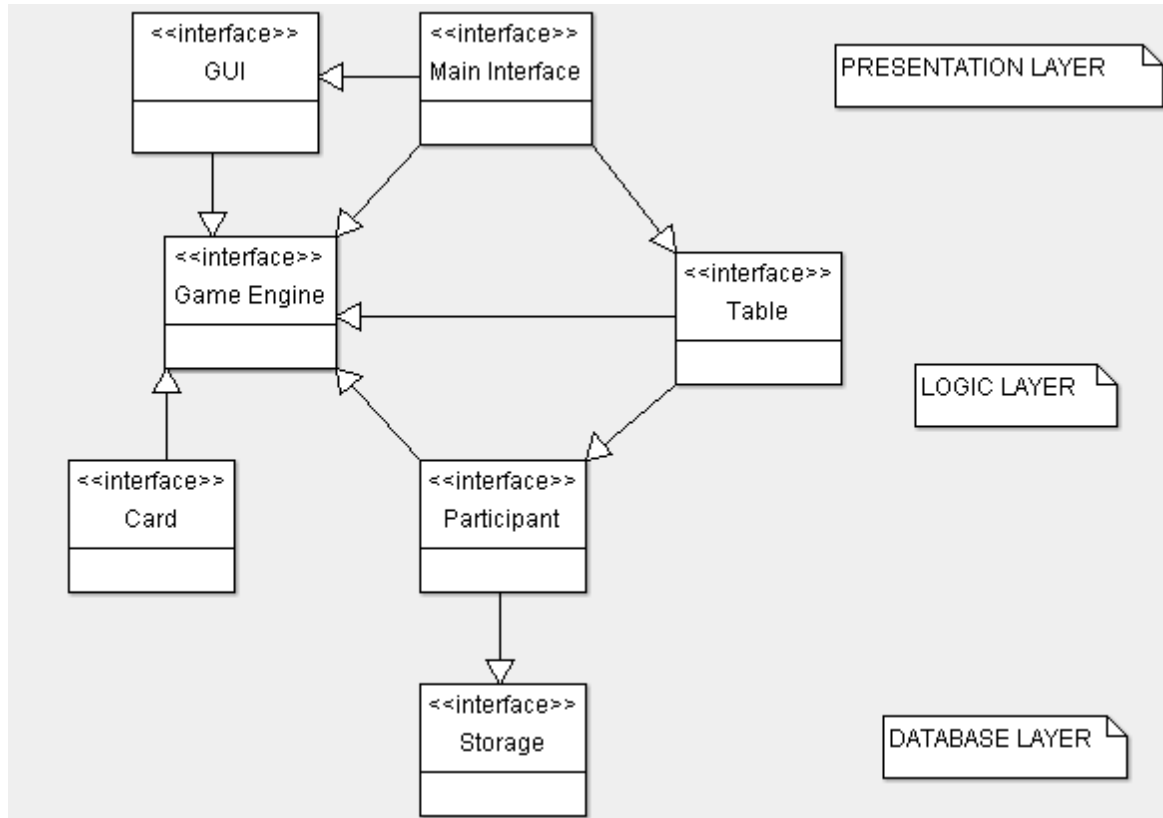 <<interface>>
GUI
<<interface>>
Main Interface
PRESENTATION LAYER
<<interface>>
Game Engine
<<interface>>
Table
LOGIC LAYER
<<interface>>
Card
<<interface>>
Participant
<<interface>>
Storage
DATABASE LAYER